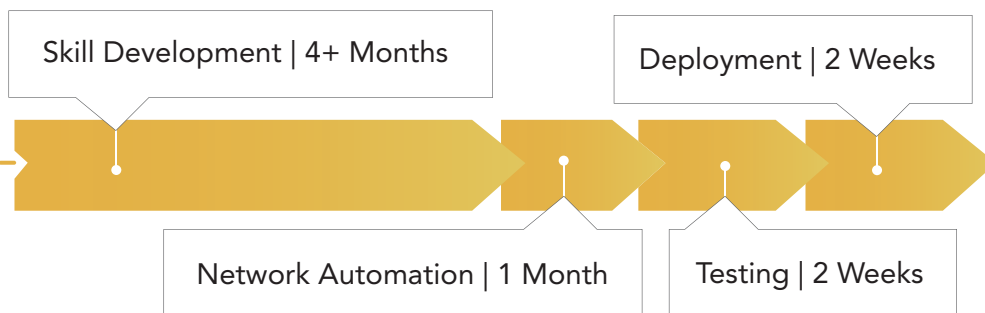 Skill Development | 4+ Months
Deployment | 2 Weeks
Network Automation | 1 Month
Testing | 2 Weeks